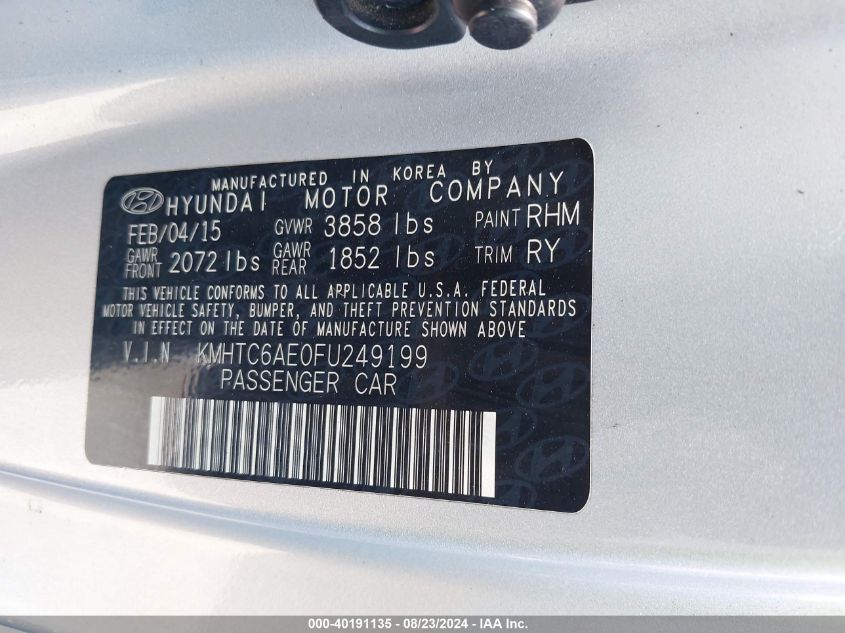 MANUFACTURED IN KOREA BY
HYUNDAI MOTOR COMPANY
FEB/04/15 GVWR 3858 lbs PAINT RHM
GAWR FRONT 2072 lbs GAWR REAR 1852 lbs TRIM RY
THIS VEHICLE CONFORMS TO ALL APPLICABLE U.S.A. FEDERAL
MOTOR VEHICLE SAFETY, BUMPER, AND THEFT PREVENTION STANDARDS
IN EFFECT ON THE DATE OF MANUFACTURE SHOWN ABOVE
V.I.N KMHTC6AE0FU249199
PASSENGER CAR
000-40191135 - 08/23/2024 - IAA Inc.